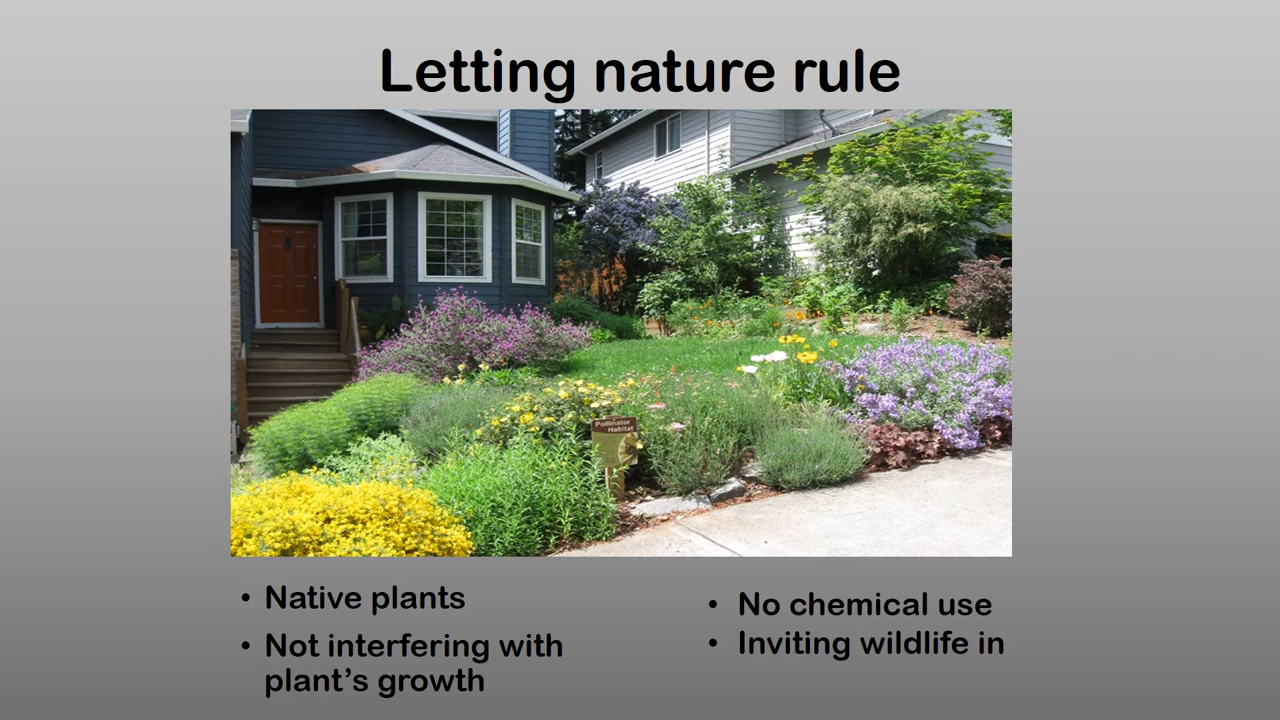 Letting nature rule
Pollinator
Habitat
• Native plants
• Not interfering with
plant’s growth
• No chemical use
• Inviting wildlife in